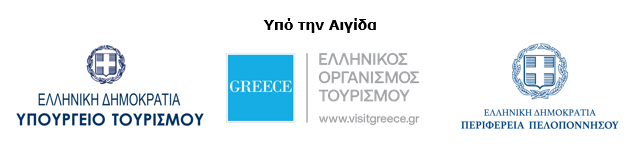 Υπό την Αιγίδα
ΕΛΛΗΝΙΚΗ ΔΗΜΟΚΡΑΤΙΑ
ΥΠΟΥΡΓΕΙΟ ΤΟΥΡΙΣΜΟΥ
GREECE
ΕΛΛΗΝΙΚΟΣ
ΟΡΓΑΝΙΣΜΟΣ
ΤΟΥΡΙΣΜΟΥ
www.visitgreece.gr
ΕΛΛΗΝΙΚΗ ΔΗΜΟΚΡΑΤΙΑ
ΠΕΡΙΦΕΡΕΙΑ ΠΕΛΟΠΟΝΝΗΣΟΥ